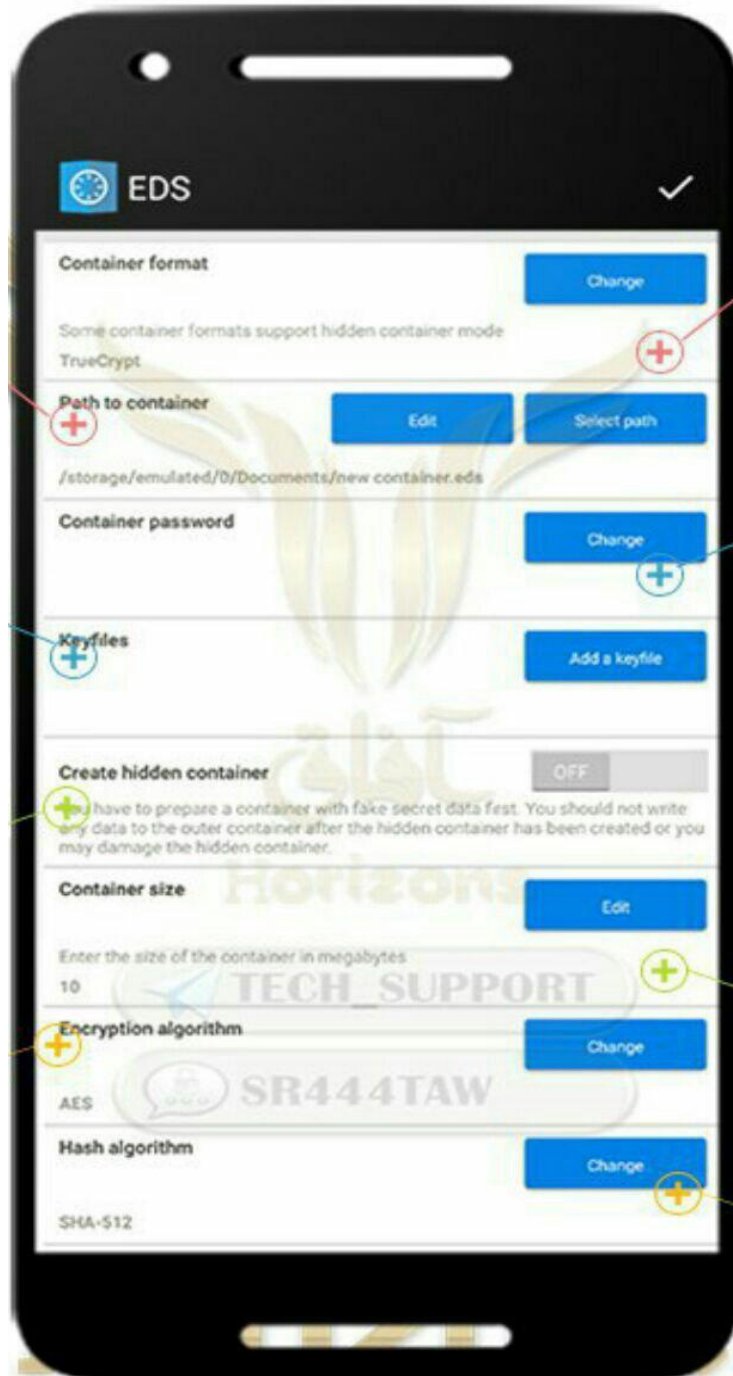 EDS
Container format
Change
Some container formats support hidden container mode
TrueCrypt
Path to container
Edit
Select path
/storage/emulated/0/Documents/new container.eds
Container password
Change
Keyfiles
Add a keyfile
آفاق
Create hidden container
OFF
You have to prepare a container with fake secret data fest. You should not write
any data to the outer container after the hidden container has been created or you
may damage the hidden container.
Horizons
Container size
Edit
Enter the size of the container in megabytes
10
TECH_SUPPORT
Encryption algorithm
Change
AES
SR444TAW
Hash algorithm
Change
SHA-512